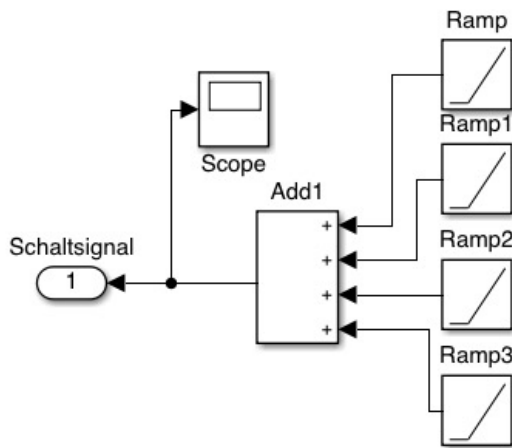 Ramp
Ramp1
Scope
Add1
+
+
+
+
Schaltsignal
1
Ramp2
Ramp3